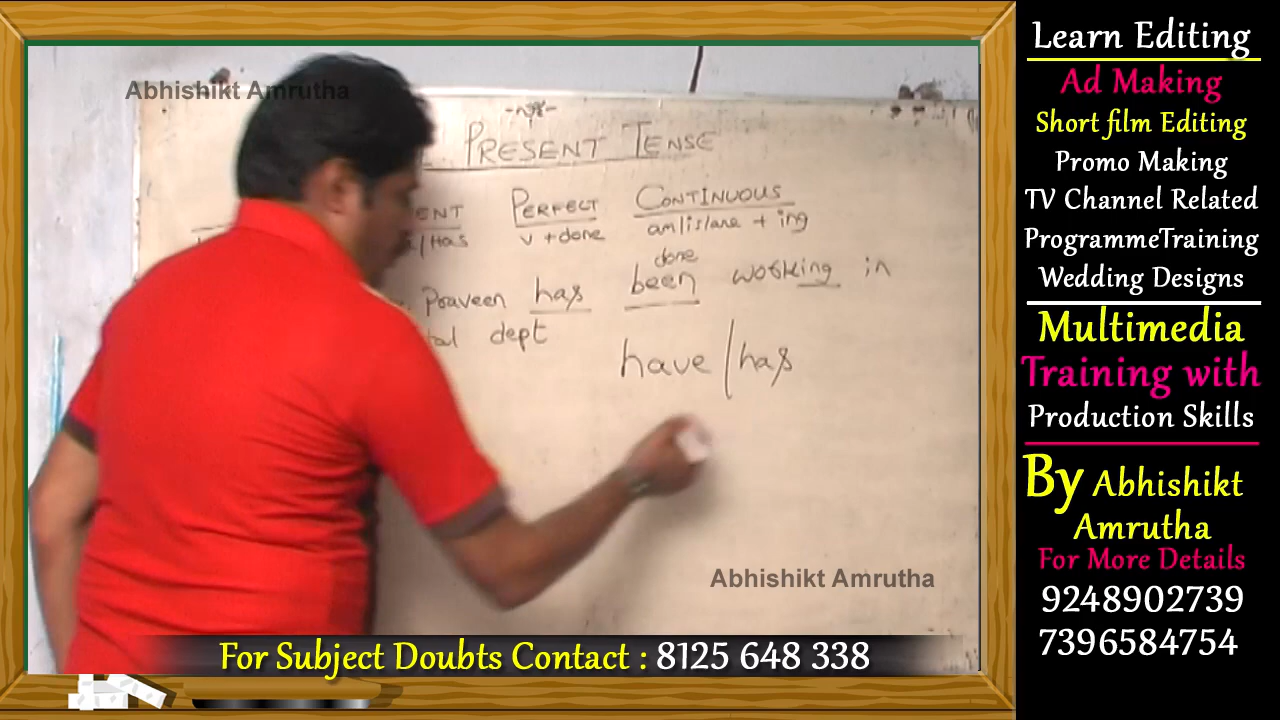 Abhishikt Amrutha
PRESENT TENSE
ENT PERFECT CONTINUOUS
/Has v+done am/is/are + ing
done
Praveen has been working in
tal dept
have/has
Abhishikt Amrutha
For Subject Doubts Contact : 8125 648 338
Learn Editing
Ad Making
Short film Editing
Promo Making
TV Channel Related
ProgrammeTraining
Wedding Designs
Multimedia
Training with
Production Skills
By Abhishikt
Amrutha
For More Details
9248902739
7396584754